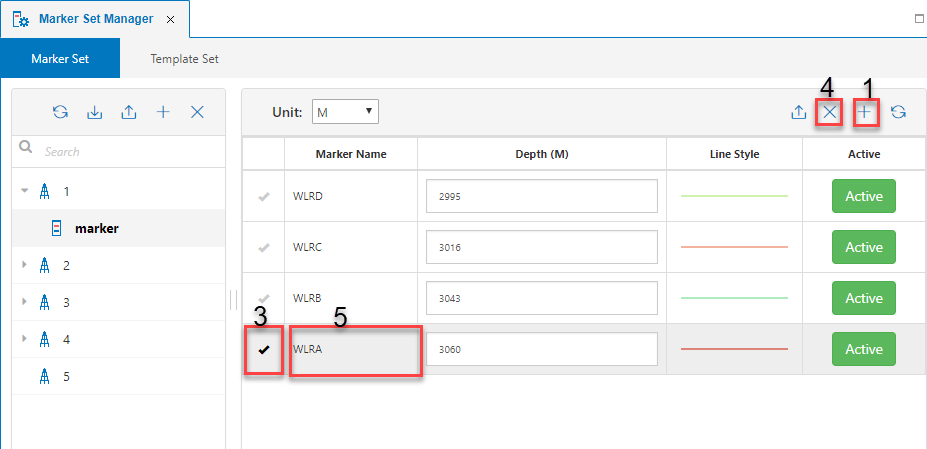 Marker Set Manager
Marker Set Template Set
4 1
Unit: M
Search
Marker Name Depth (M) Line Style Active
1
WLRD 2995 Active
marker
WLRC 3016 Active
2
3
WLRB 3043 Active
3 5
4
WLRA 3060 Active
5